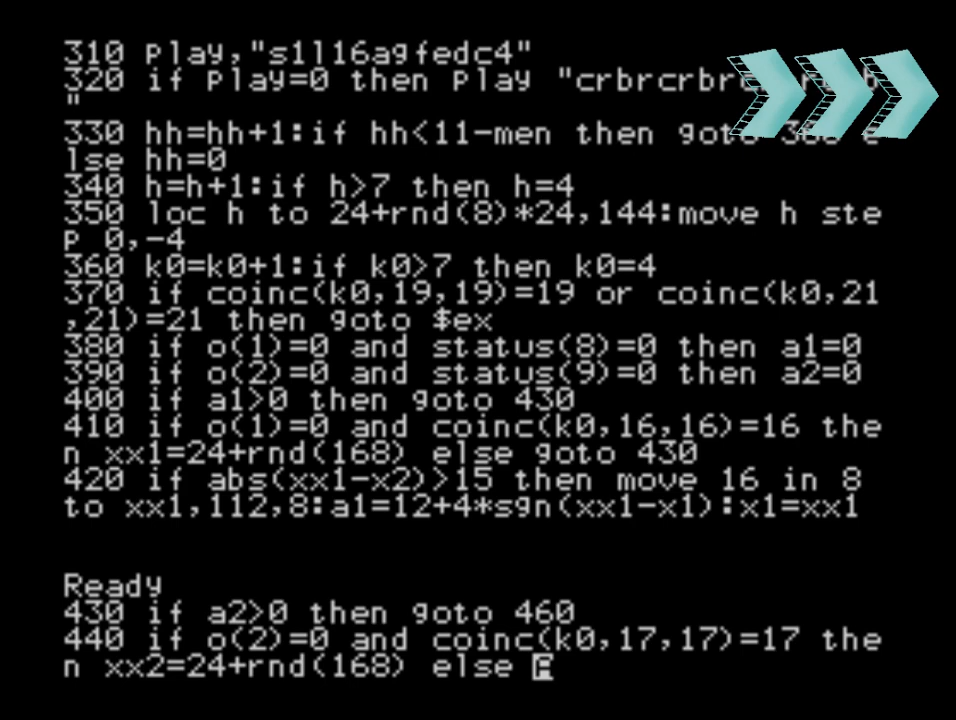 310 play,"s1l16agfedc4"
320 if play=0 then play "crbrcrbr
"
330 hh=hh+1:if hh<11-men then goto e
lse hh=0
340 h=h+1:if h>7 then h=4
350 loc h to 24+rnd(8)*24,144:move h ste
p 0,-4
360 k0=k0+1:if k0>7 then k0=4
370 if coinc(k0,19,19)=19 or coinc(k0,21
,21)=21 then goto $ex
380 if o(1)=0 and status(8)=0 then a1=0
390 if o(2)=0 and status(9)=0 then a2=0
400 if a1>0 then goto 430
410 if o(1)=0 and coinc(k0,16,16)=16 the
n xx1=24+rnd(168) else goto 430
420 if abs(xx1-x2)>15 then move 16 in 8
to xx1,112,8:a1=12+4*sgn(xx1-x1):x1=xx1
Ready
430 if a2>0 then goto 460
440 if o(2)=0 and coinc(k0,17,17)=17 the
n xx2=24+rnd(168) else